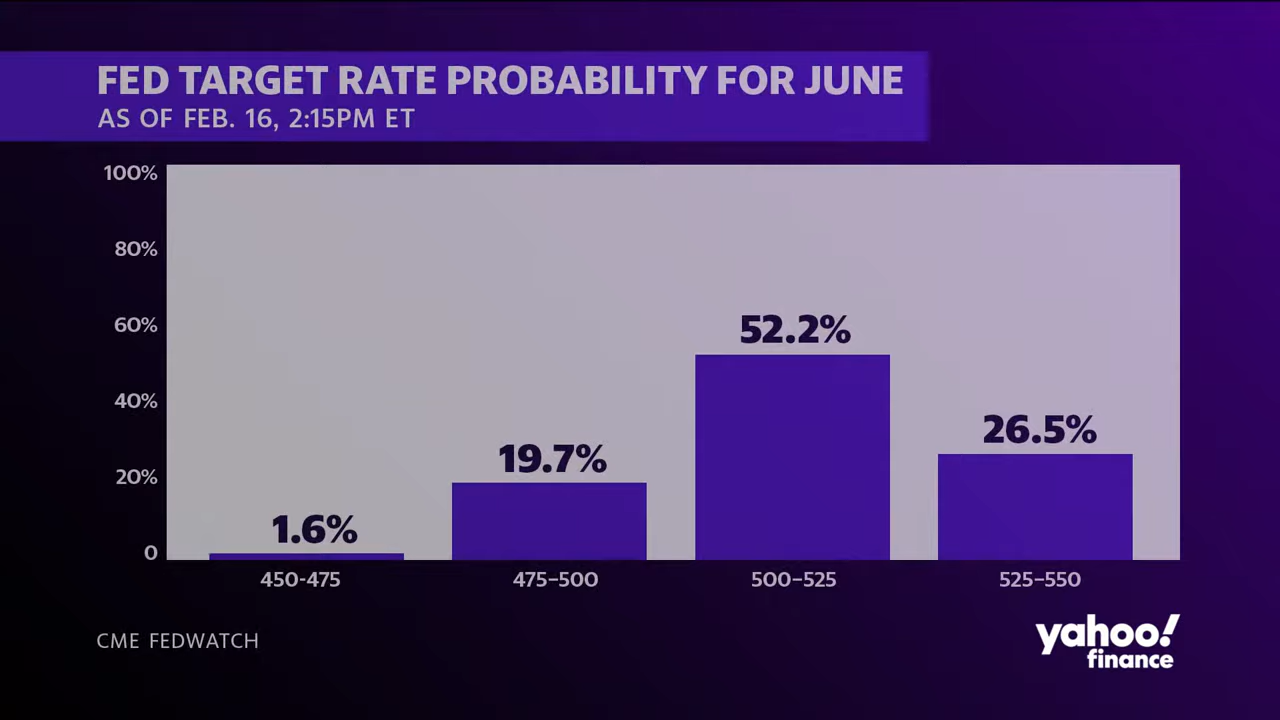 FED TARGET RATE PROBABILITY FOR JUNE
AS OF FEB. 16, 2:15PM ET
100%
80%
60%
40%
20%
0
1.6%
19.7%
52.2%
26.5%
450-475
475–500
500–525
525–550
CME FEDWATCH
yahoo!
finance